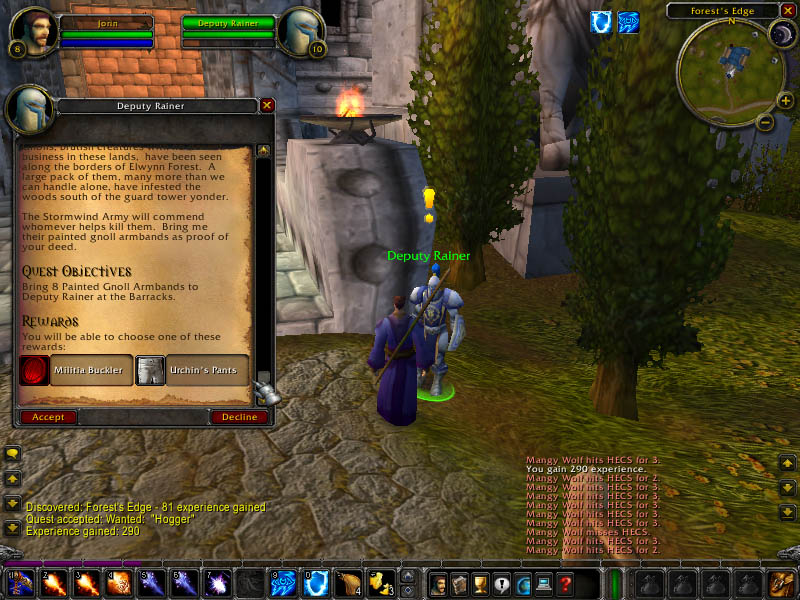 Jorin
Deputy Rainer
8
10
Forest's Edge
N
Deputy Rainer
business in these lands, have been seen
along the borders of Elwynn Forest. A
large pack of them, many more than we
can handle alone, have infested the
woods south of the guard tower yonder.
The Stormwind Army will commend
whomever helps kill them. Bring me
their painted gnoll armbands as proof of
your deed.
Quest Objectives
Bring 8 Painted Gnoll Armbands to
Deputy Rainer at the Barracks.
Rewards
You will be able to choose one of these
rewards:
Militia Buckler
Urchin's Pants
Accept
Decline
Deputy Rainer
Discovered: Forest's Edge - 81 experience gained
Quest accepted: Wanted: "Hogger"
Experience gained: 290
Mangy Wolf hits HECS for 3.
You gain 290 experience.
Mangy Wolf hits HECS for 2.
Mangy Wolf hits HECS for 3.
Mangy Wolf hits HECS for 3.
Mangy Wolf hits HECS for 3.
Mangy Wolf hits HECS for 3.
Mangy Wolf misses HECS.
Mangy Wolf hits HECS for 3.
Mangy Wolf hits HECS for 2.